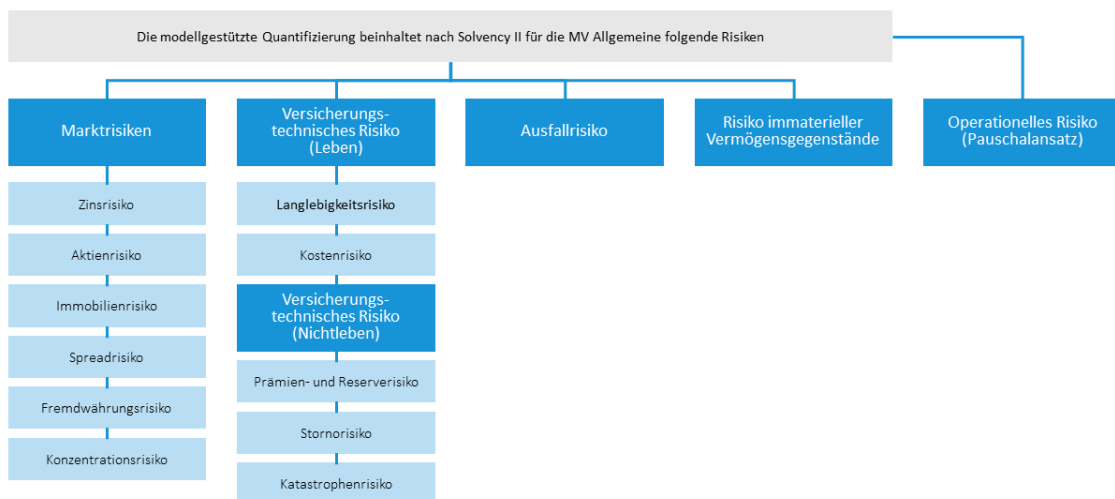 Die modellgestützte Quantifizierung beinhaltet nach Solvency II für die MV Allgemeine folgende Risiken
Marktrisiken
Zinsrisiko
Aktienrisiko
Immobilienrisiko
Spreadrisiko
Fremdwährungsrisiko
Konzentrationsrisiko
Versicherungs-
technisches Risiko
(Leben)
Langlebigkeitsrisiko
Kostenrisiko
Versicherungs-
technisches Risiko
(Nichtleben)
Prämien- und Reserverisiko
Stornorisiko
Katastrophenrisiko
Ausfallrisiko
Risiko immaterieller
Vermögensgegenstände
Operationelles Risiko
(Pauschalansatz)